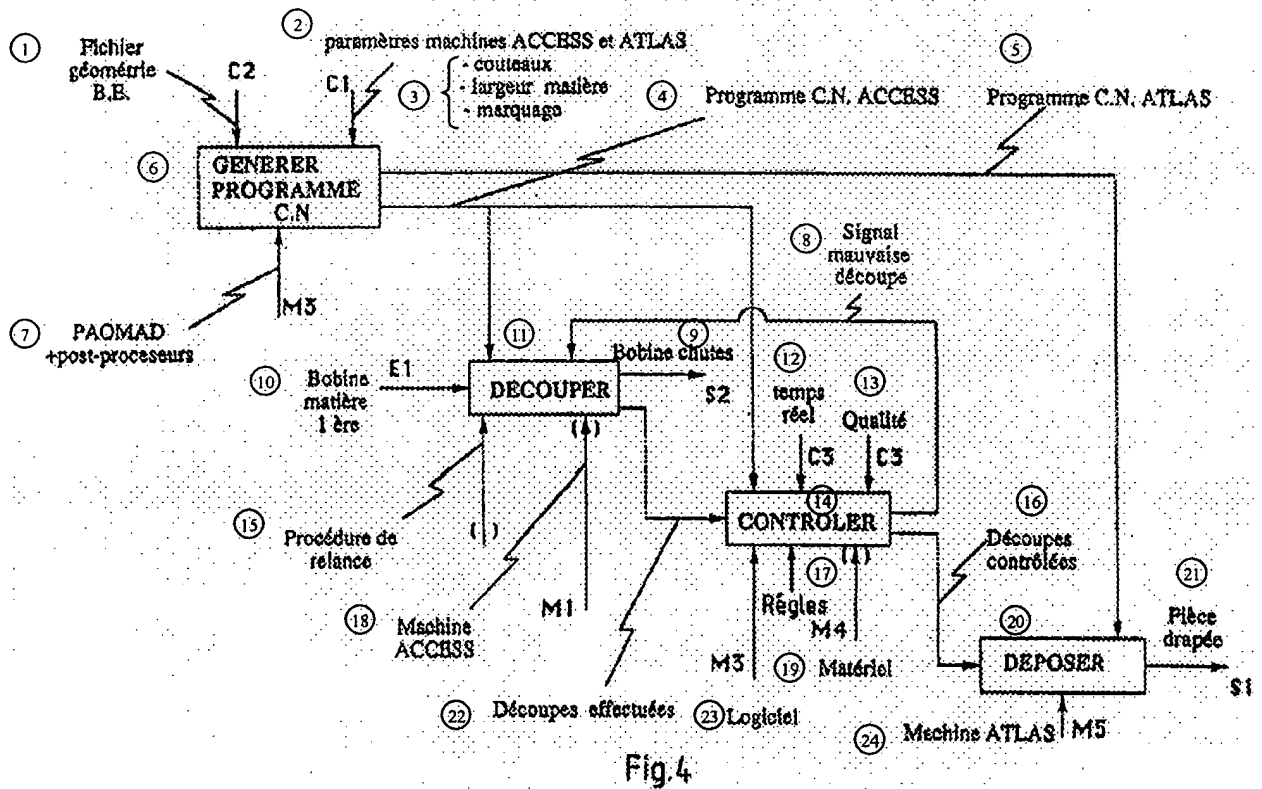 1
Fichier
géométrie
B.E.
C2
2
paramètres machines ACCESS et ATLAS
C1
3
- couteaux
- largeur matière
- marquage
4
Programme C.N. ACCESS
5
Programme C.N. ATLAS
6
GENERER
PROGRAMME
C.N
M3
7
PAOMAD
+post-proceseurs
8
Signal
mauvaise
découpe
9
Bobine chutes
S2
10
Bobine
matière
1 ère
E1
11
DECOUPER
12
temps
réel
C3
13
Qualité
C3
14
CONTROLER
15
Procédure de
relance
( )
( )
M1
16
Découpes
contrôlées
17
Régles
( )
M4
18
Machine
ACCESS
M3
19
Matériel
20
DEPOSER
21
Pièce
drapée
S1
22
Découpes effectuées
23
Logiciel
24
Machine ATLAS
M5
Fig.4